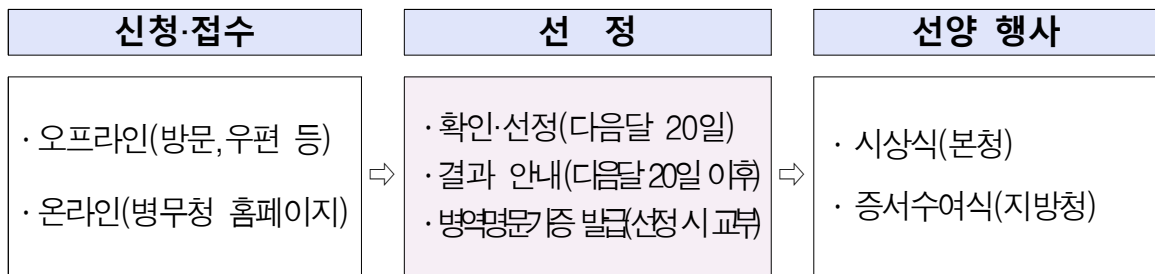 신청·접수
· 오프라인(방문,우편 등)
· 온라인(병무청 홈페이지)
⇨
선 정
· 확인·선정(다음달 20일)
· 결과 안내(다음달 20일 이후)
· 병역명문가증 발급(선정 시 교부)
⇨
선양 행사
· 시상식(본청)
· 증서수여식(지방청)